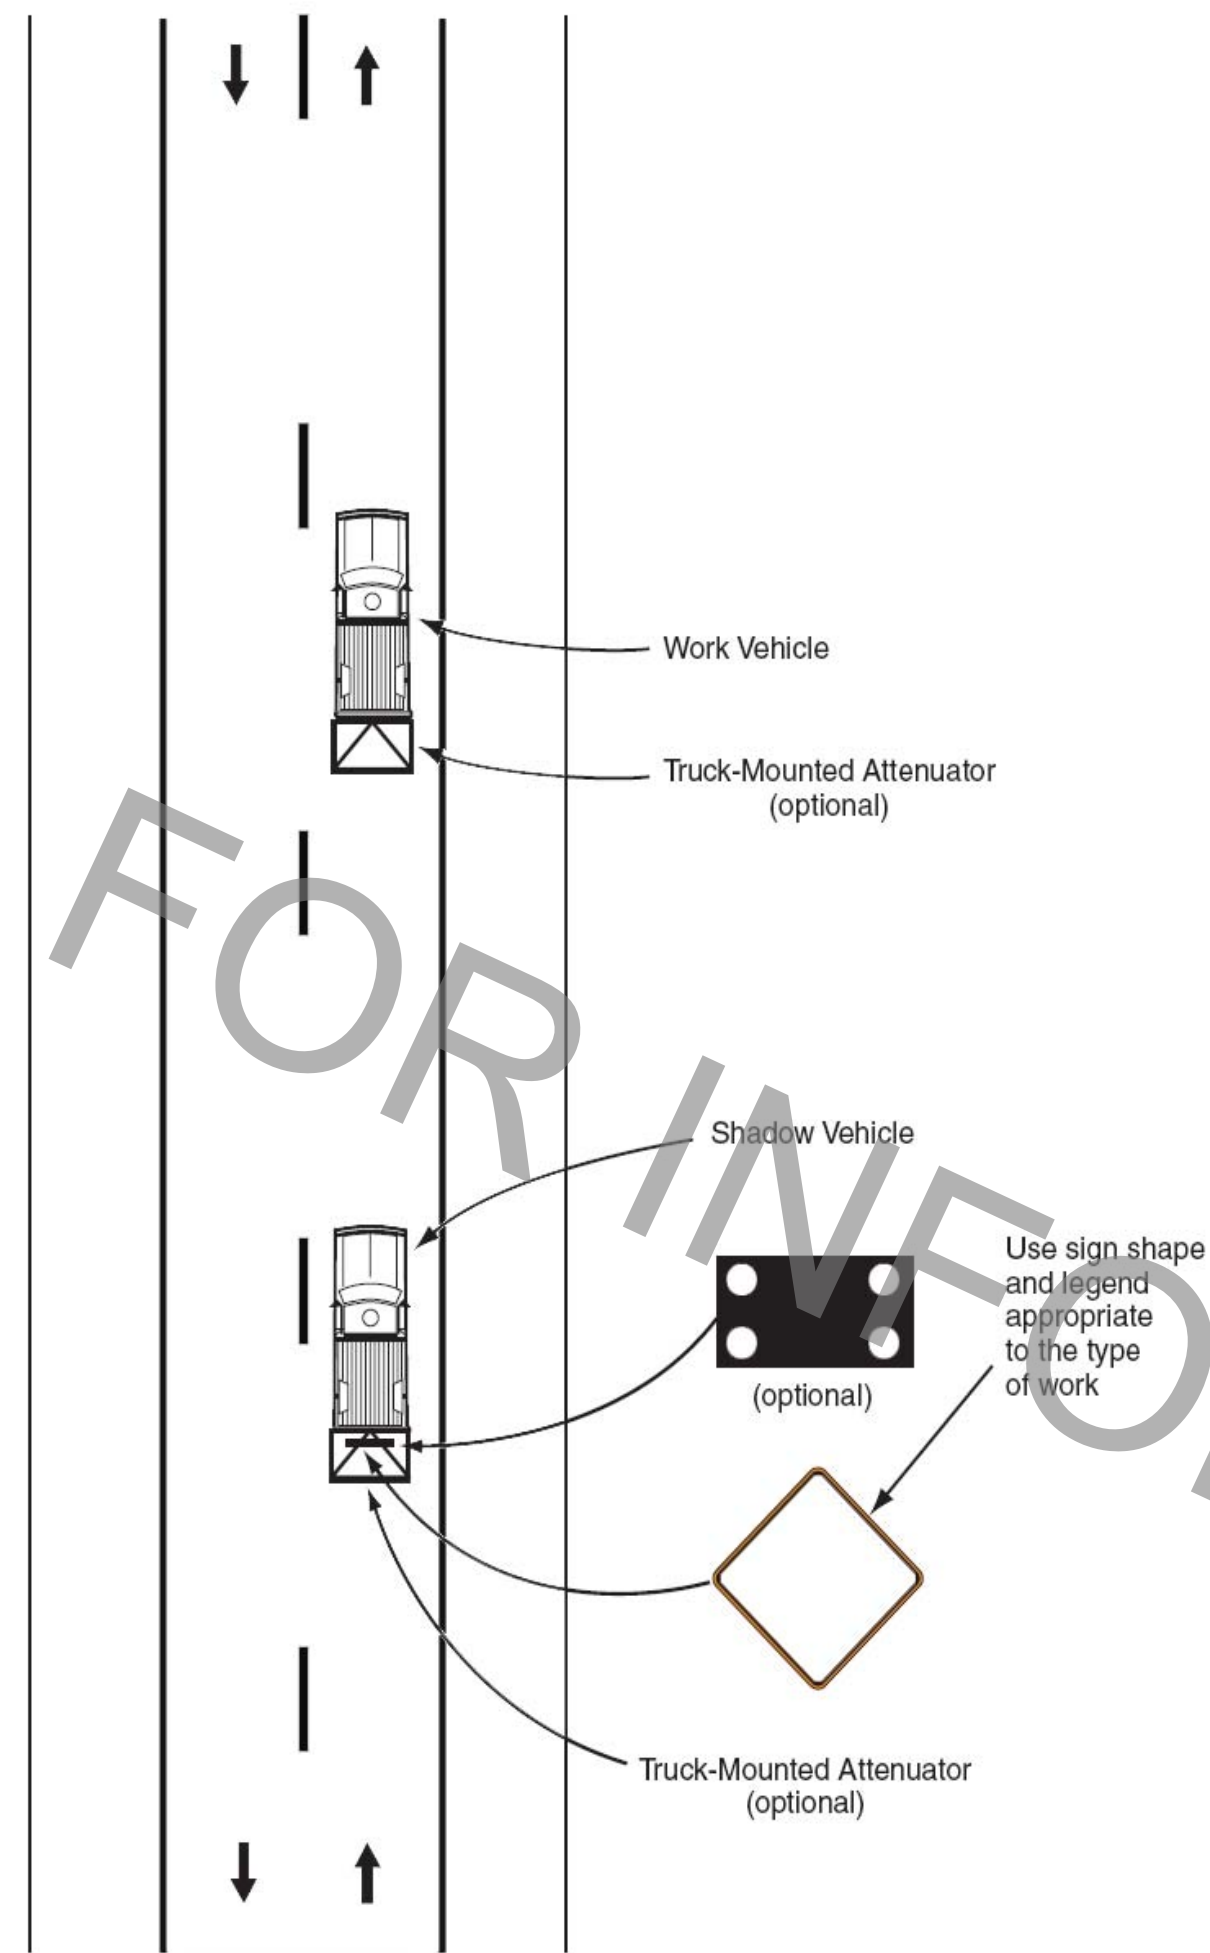 Work Vehicle
Truck-Mounted Attenuator
(optional)
FOR INFO
Shadow Vehicle
Use sign shape
and legend
appropriate
to the type
of work
(optional)
Truck-Mounted Attenuator
(optional)